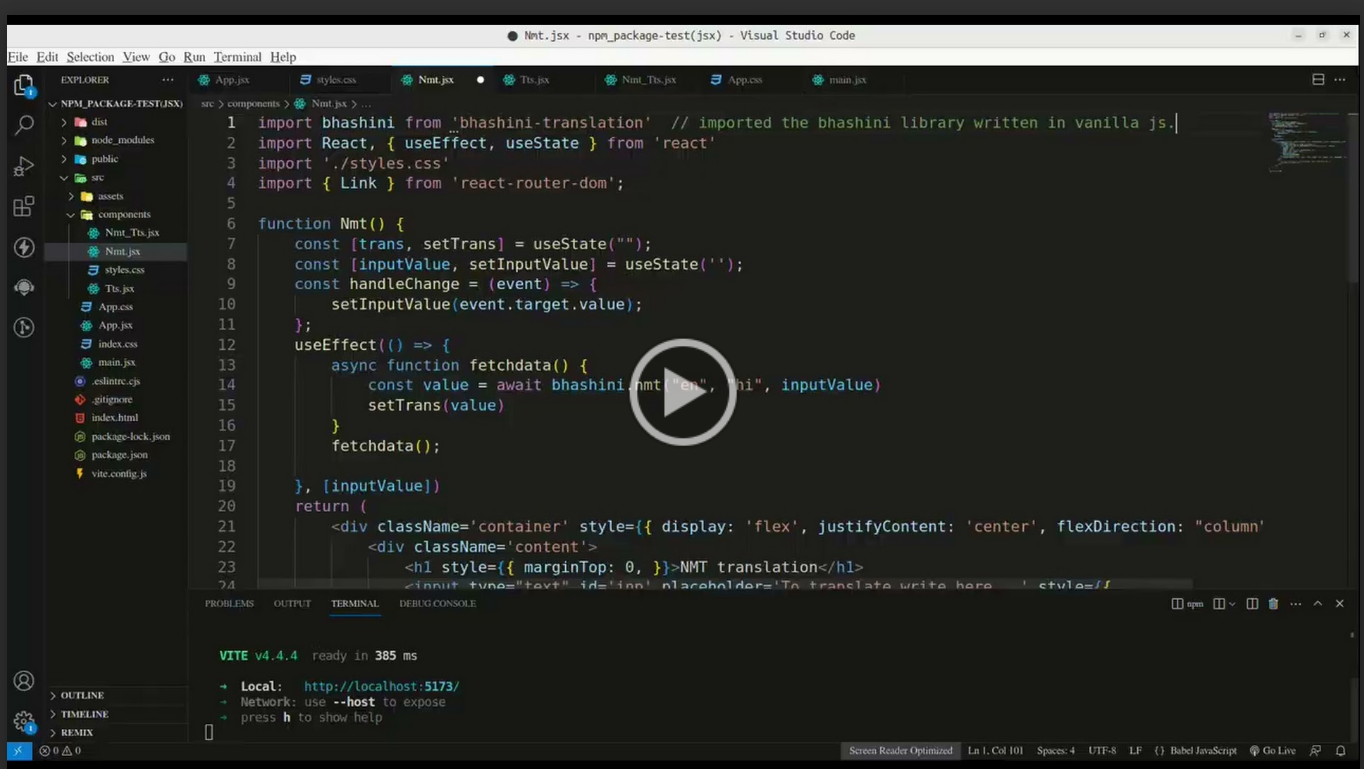 Nmt.jsx - npm_package-test(jsx) - Visual Studio Code
File Edit Selection View Go Run Terminal Help
EXPLORER
NPM_PACKAGE-TEST(JSX)
dist
node_modules
public
src
assets
components
Nmt_Tts.jsx
Nmt.jsx
styles.css
Tts.jsx
App.css
App.jsx
index.css
main.jsx
.eslintrc.cjs
.gitignore
index.html
package-lock.json
package.json
vite.config.js
OUTLINE
TIMELINE
REMIX
App.jsx styles.css Nmt.jsx Tts.jsx Nmt_Tts.jsx App.css main.jsx
src > components > Nmt.jsx > ...
1 import bhashini from 'bhashini-translation' // imported the bhashini library written in vanilla js.
2 import React, { useEffect, useState } from 'react'
3 import './styles.css'
4 import { Link } from 'react-router-dom';
5
6 function Nmt() {
7 const [trans, setTrans] = useState("");
8 const [inputValue, setInputValue] = useState('');
9 const handleChange = (event) => {
10 setInputValue(event.target.value);
11 };
12 useEffect(() => {
13 async function fetchdata() {
14 const value = await bhashini.nmt("en", "hi", inputValue)
15 setTrans(value)
16 }
17 fetchdata();
18
19 }, [inputValue])
20 return (
21 <div className='container' style={{ display: 'flex', justifyContent: 'center', flexDirection: "column'
22 <div className='content'>
23 <h1 style={{ marginTop: 0, }}>NMT translation</h1>
24 <input type="text" id='inp' placeholder='To translate write here...' style={{
PROBLEMS OUTPUT TERMINAL DEBUG CONSOLE
npm
VITE v4.4.4 ready in 385 ms
➜ Local: http://localhost:5173/
➜ Network: use --host to expose
➜ press h to show help
0 0
Screen Reader Optimized Ln 1, Col 101 Spaces: 4 UTF-8 LF {} Babel JavaScript Go Live